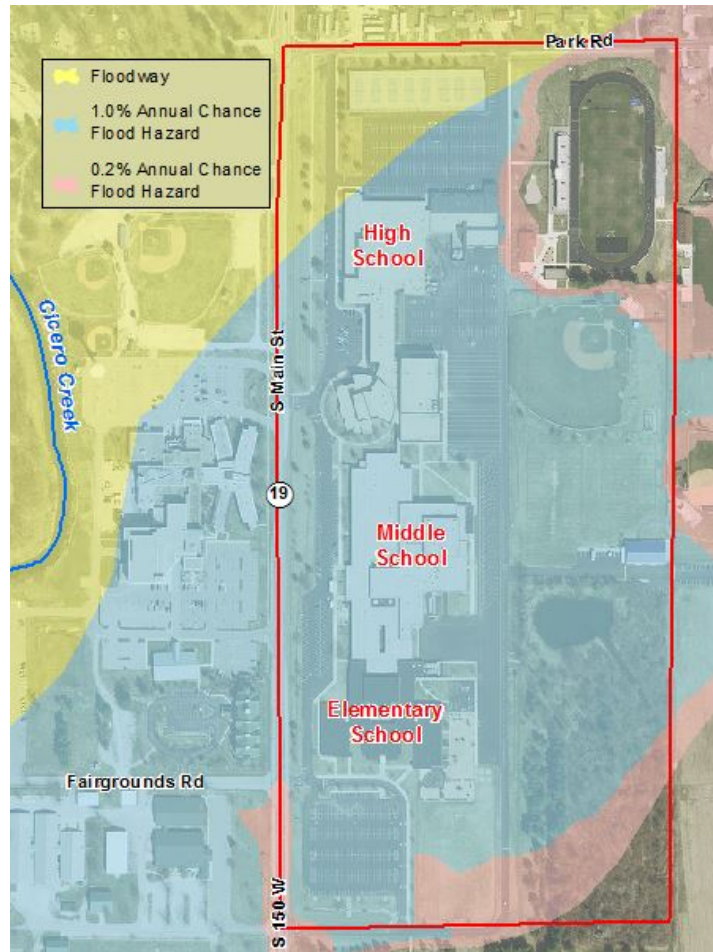 Park Rd
Floodway
1.0% Annual Chance
Flood Hazard
0.2% Annual Chance
Flood Hazard
High
School
Cicero Creek
S Main St
19
Middle
School
Elementary
School
Fairgrounds Rd
S 150 W